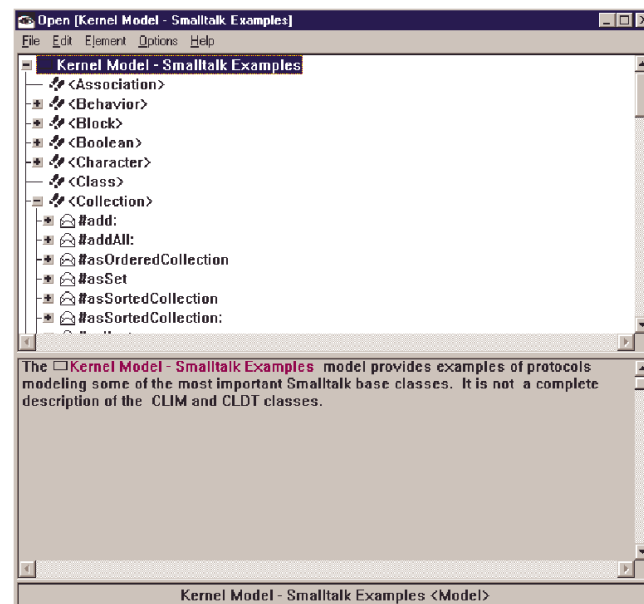 Open [Kernel Model - Smalltalk Examples]
File Edit Element Options Help
Kernel Model - Smalltalk Examples
<Association>
<Behavior>
<Block>
<Boolean>
<Character>
<Class>
<Collection>
#add:
#addAll:
#asOrderedCollection
#asSet
#asSortedCollection
#asSortedCollection:
The Kernel Model - Smalltalk Examples model provides examples of protocols
modeling some of the most important Smalltalk base classes. It is not a complete
description of the CLIM and CLDT classes.
Kernel Model - Smalltalk Examples <Model>